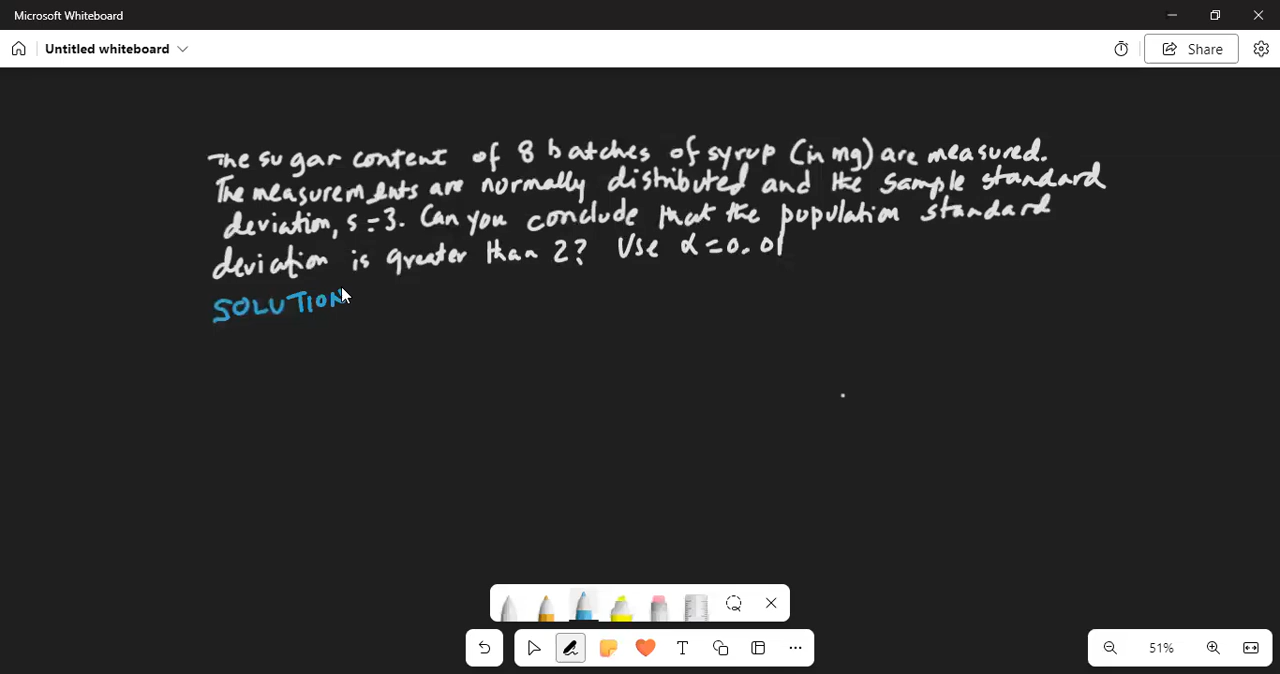 Microsoft Whiteboard
Untitled whiteboard
Share
The sugar content of 8 batches of syrup (in mg) are measured.
The measurements are normally distributed and the sample standard
deviation, s = 3. Can you conclude that the population standard
deviation is greater than 2? Use α = 0.01
SOLUTION
51%